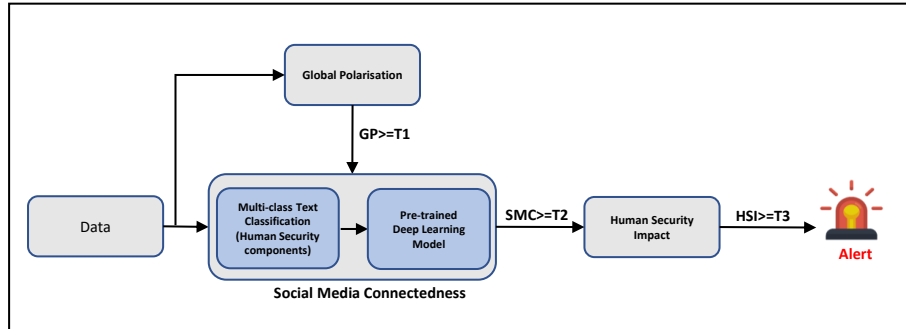 Global Polarisation
GP>=T1
Data
Multi-class Text
Classification
(Human Security
components)
Pre-trained
Deep Learning
Model
SMC>=T2
Human Security
Impact
HSI>=T3
Alert
Social Media Connectedness